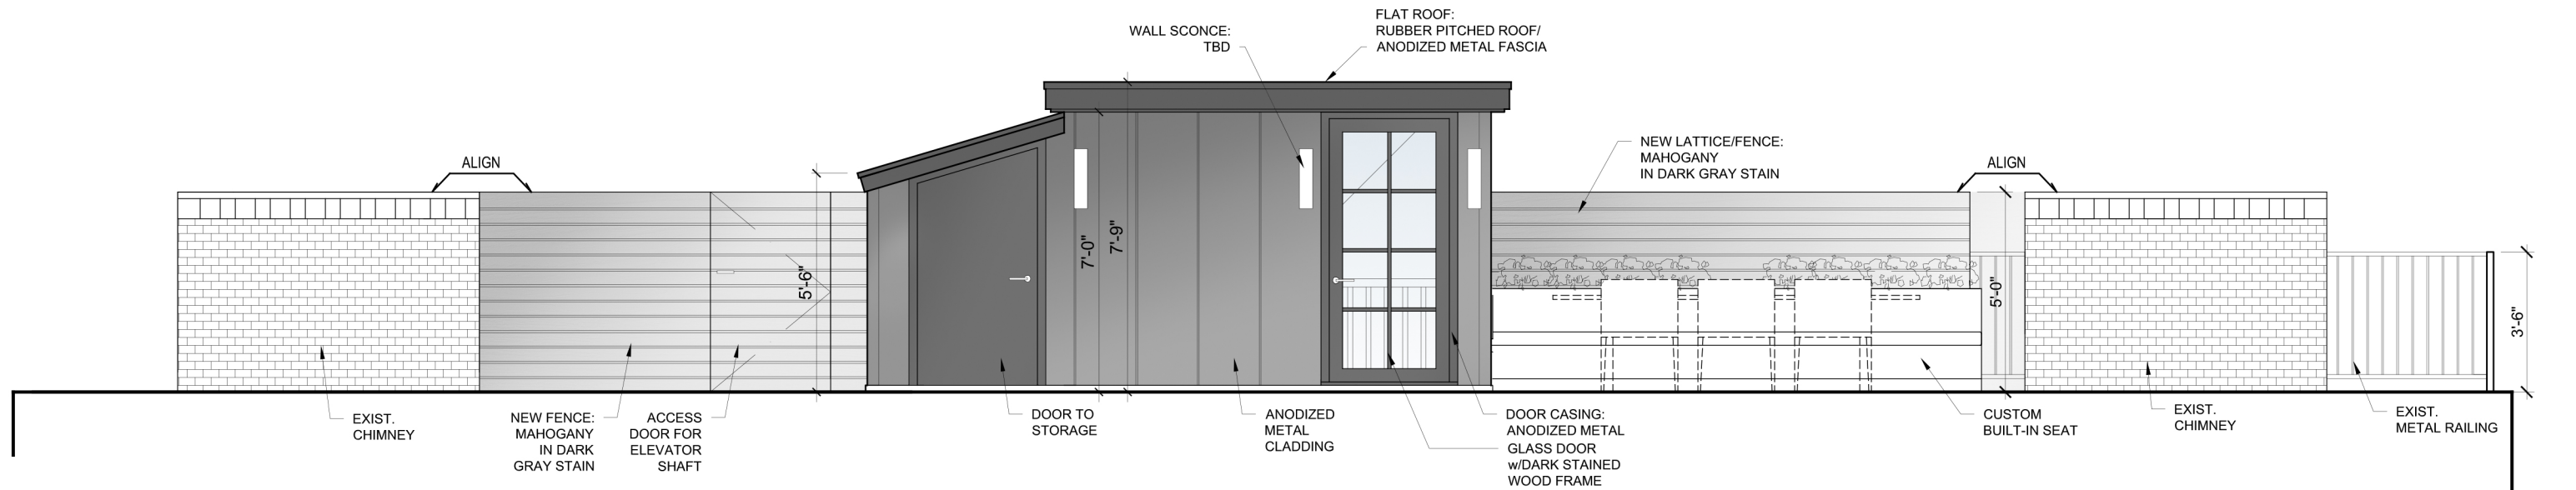 FLAT ROOF:
RUBBER PITCHED ROOF/
ANODIZED METAL FASCIA
WALL SCONCE:
TBD
NEW LATTICE/FENCE:
MAHOGANY
IN DARK GRAY STAIN
ALIGN
ALIGN
5'-6"
7'-0"
7'-9"
5'-0"
3'-6"
EXIST.
CHIMNEY
NEW FENCE:
MAHOGANY
IN DARK
GRAY STAIN
ACCESS
DOOR FOR
ELEVATOR
SHAFT
DOOR TO
STORAGE
ANODIZED
METAL
CLADDING
DOOR CASING:
ANODIZED METAL
GLASS DOOR
w/DARK STAINED
WOOD FRAME
CUSTOM
BUILT-IN SEAT
EXIST.
CHIMNEY
EXIST.
METAL RAILING